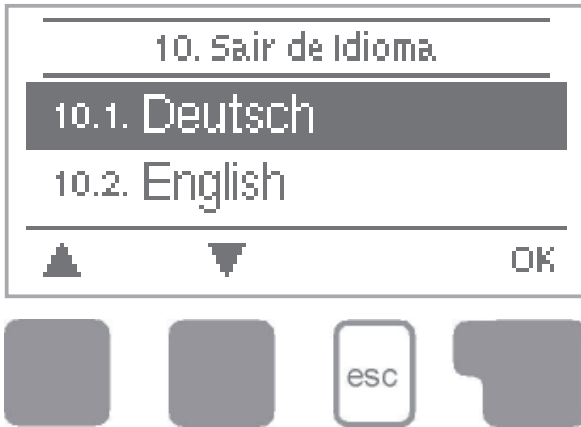 10. Sair de Idioma
10.1. Deutsch
10.2. English
OK
esc